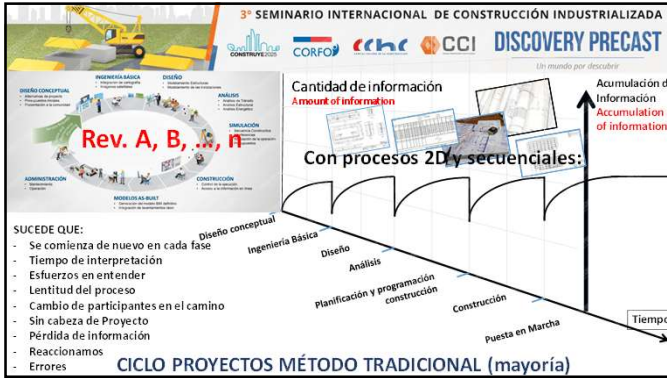 3° SEMINARIO INTERNACIONAL DE CONSTRUCCIÓN INDUSTRIALIZADA
CONSTRUYE2025
CORFO
cchc
CCI
DISCOVERY PRECAST
Un mundo por descubrir
INGENIERÍA BÁSICA
DISEÑO
DISEÑO CONCEPTUAL
ANÁLISIS
SIMULACIÓN
CONSTRUCCIÓN
MODELOS AS-BUILT
ADMINISTRACIÓN
Mantenimiento
Operación
Rev. A, B, ..., n
Cantidad de información
Amount of information
Acumulación d
Información
Accumulation
of information
Con procesos 2D y secuenciales:
Diseño conceptual
Ingeniería Básica
Diseño
Análisis
Planificación y programación
construcción
Construcción
Puesta en Marcha
Tiempo
SUCEDE QUE:
- Se comienza de nuevo en cada fase
- Tiempo de interpretación
- Esfuerzos en entender
- Lentitud del proceso
- Cambio de participantes en el camino
- Sin cabeza de Proyecto
- Pérdida de información
- Reaccionamos
- Errores
CICLO PROYECTOS MÉTODO TRADICIONAL (mayoría)